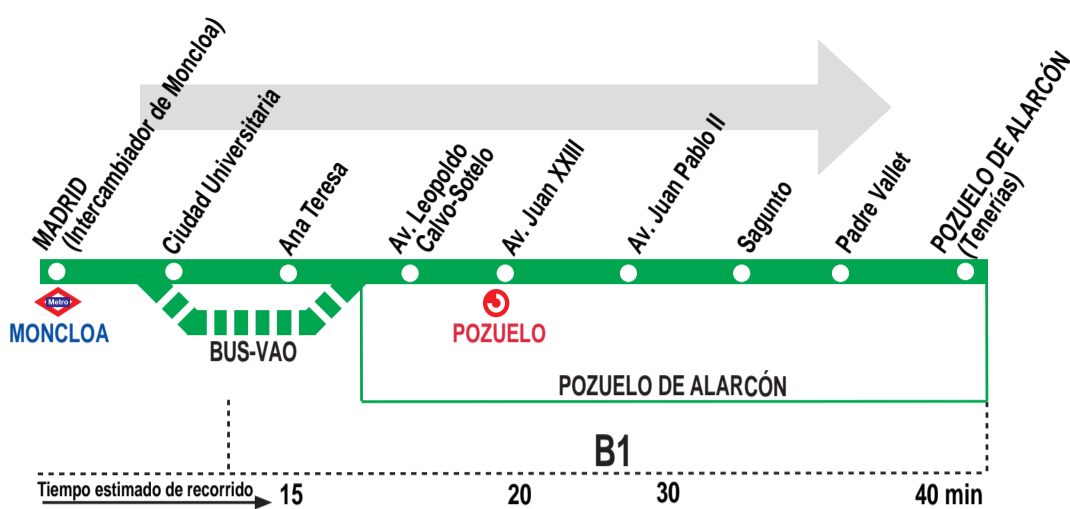 MADRID
(Intercambiador de Moncloa)
Ciudad Universitaria
Ana Teresa
Av. Leopoldo
Calvo-Sotelo
Av. Juan XXIII
Av. Juan Pablo II
Sagunto
Padre Vallet
POZUELO DE ALARCÓN
(Tenerías)
Metro
MONCLOA
BUS-VAO
POZUELO
POZUELO DE ALARCÓN
B1
Tiempo estimado de recorrido 15 20 30 40 min